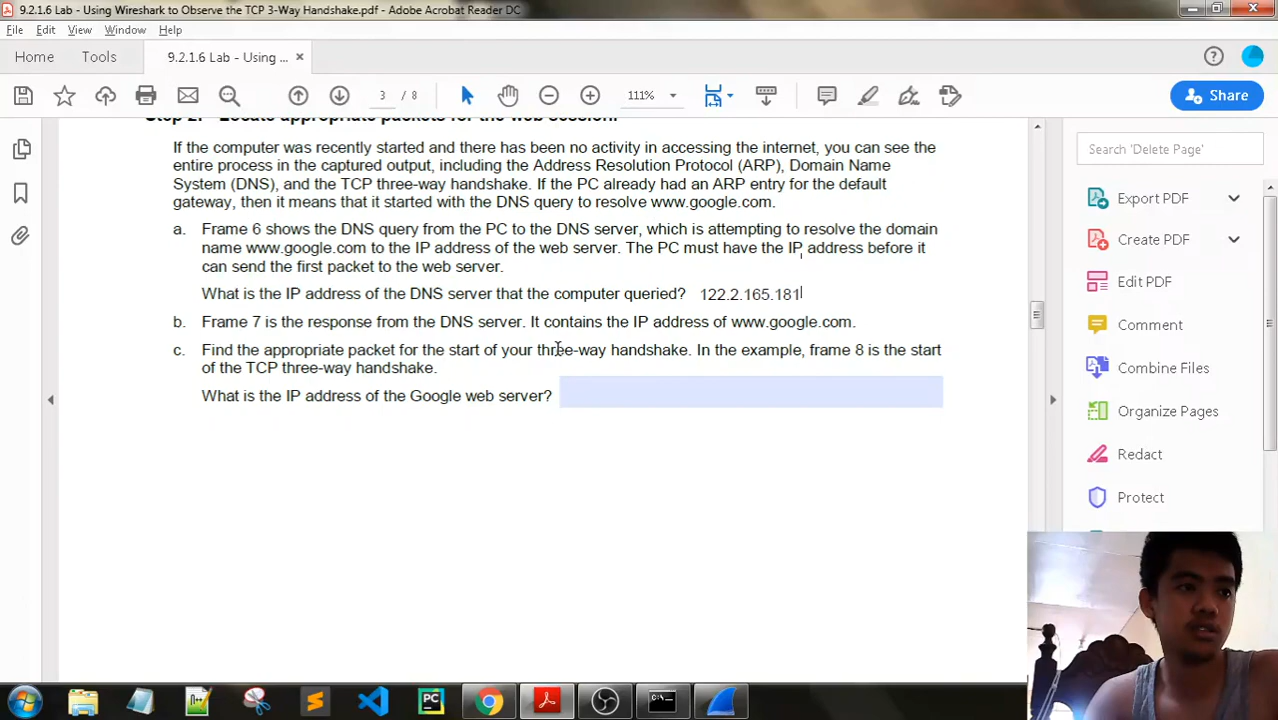 9.2.1.6 Lab - Using Wireshark to Observe the TCP 3-Way Handshake.pdf - Adobe Acrobat Reader DC
File Edit View Window Help
Home Tools 9.2.1.6 Lab - Using ... ×
3 / 8 111% Share
Step 2: Locate appropriate packets for the web session.
If the computer was recently started and there has been no activity in accessing the internet, you can see the
entire process in the captured output, including the Address Resolution Protocol (ARP), Domain Name
System (DNS), and the TCP three-way handshake. If the PC already had an ARP entry for the default
gateway, then it means that it started with the DNS query to resolve www.google.com.
a. Frame 6 shows the DNS query from the PC to the DNS server, which is attempting to resolve the domain
name www.google.com to the IP address of the web server. The PC must have the IP address before it
can send the first packet to the web server.
What is the IP address of the DNS server that the computer queried? 122.2.165.181
b. Frame 7 is the response from the DNS server. It contains the IP address of www.google.com.
c. Find the appropriate packet for the start of your three-way handshake. In the example, frame 8 is the start
of the TCP three-way handshake.
What is the IP address of the Google web server?
Search 'Delete Page'
Export PDF
Create PDF
Edit PDF
Comment
Combine Files
Organize Pages
Redact
Protect
PC